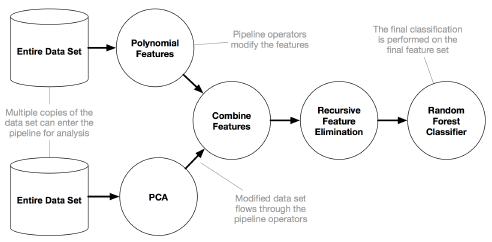 Entire Data Set
Polynomial
Features
Pipeline operators
modify the features
The final classification
is performed on the
final feature set
Multiple copies of the
data set can enter the
pipeline for analysis
Combine
Features
Recursive
Feature
Elimination
Random
Forest
Classifier
Entire Data Set
PCA
Modified data set
flows through the
pipeline operators